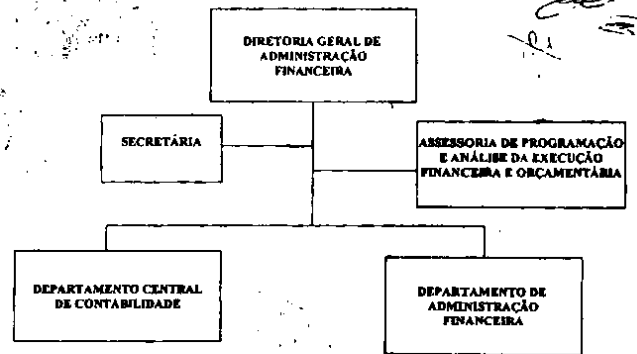 DIRETORIA GERAL DE
ADMINISTRAÇÃO
FINANCEIRA
SECRETÁRIA
ASSESSORIA DE PROGRAMAÇÃO
E ANÁLISE DA EXECUÇÃO
FINANCEIRA E ORÇAMENTÁRIA
DEPARTAMENTO CENTRAL
DE CONTABILIDADE
DEPARTAMENTO DE
ADMINISTRAÇÃO
FINANCEIRA